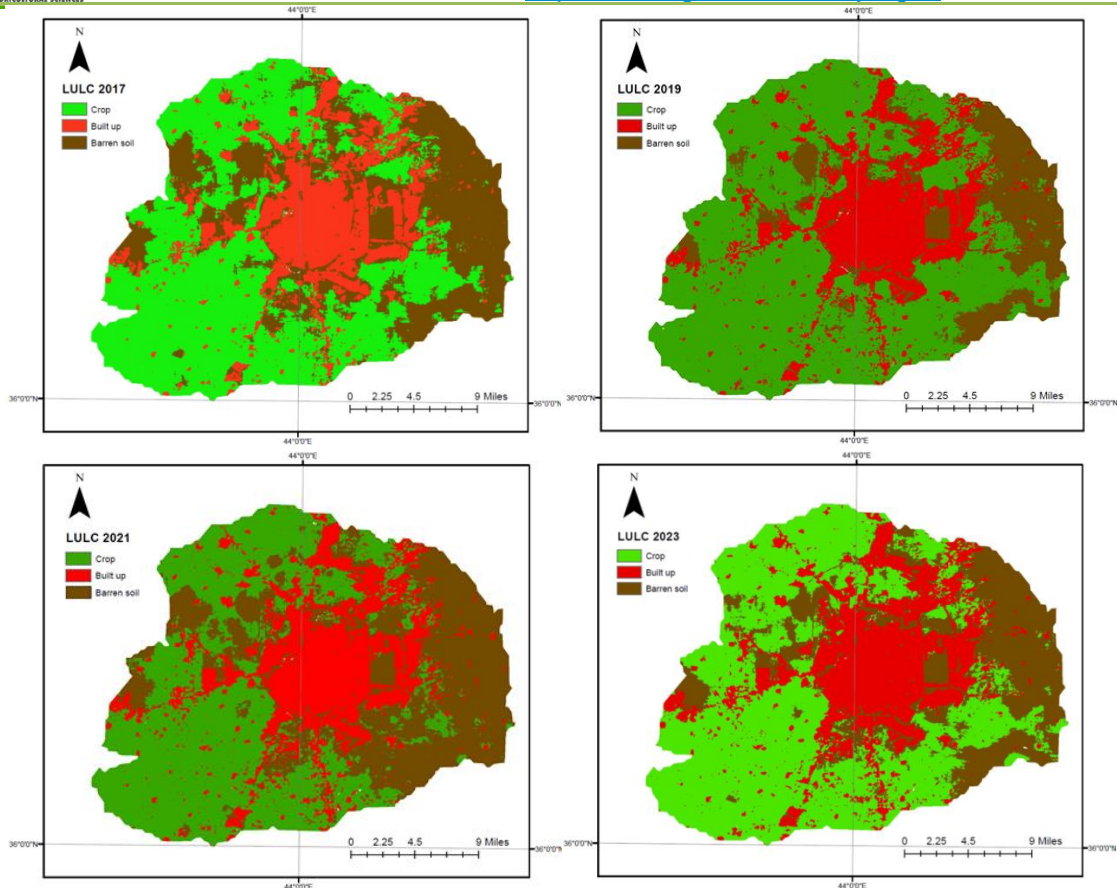 44°0'0"E
N
LULC 2017
Crop
Built up
Barren soil
0 2.25 4.5 9 Miles
36°0'0"N
36°0'0"N
44°0'0"E
44°0'0"E
N
LULC 2019
Crop
Built up
Barren soil
0 2.25 4.5 9 Miles
36°0'0"N
36°0'0"N
44°0'0"E
44°0'0"E
N
LULC 2021
Crop
Built up
Barren soil
0 2.25 4.5 9 Miles
36°0'0"N
44°0'0"E
N
LULC 2023
Crop
Built up
Barren soil
0 2.25 4.5 9 Miles
36°0'0"N
36°0'0"N